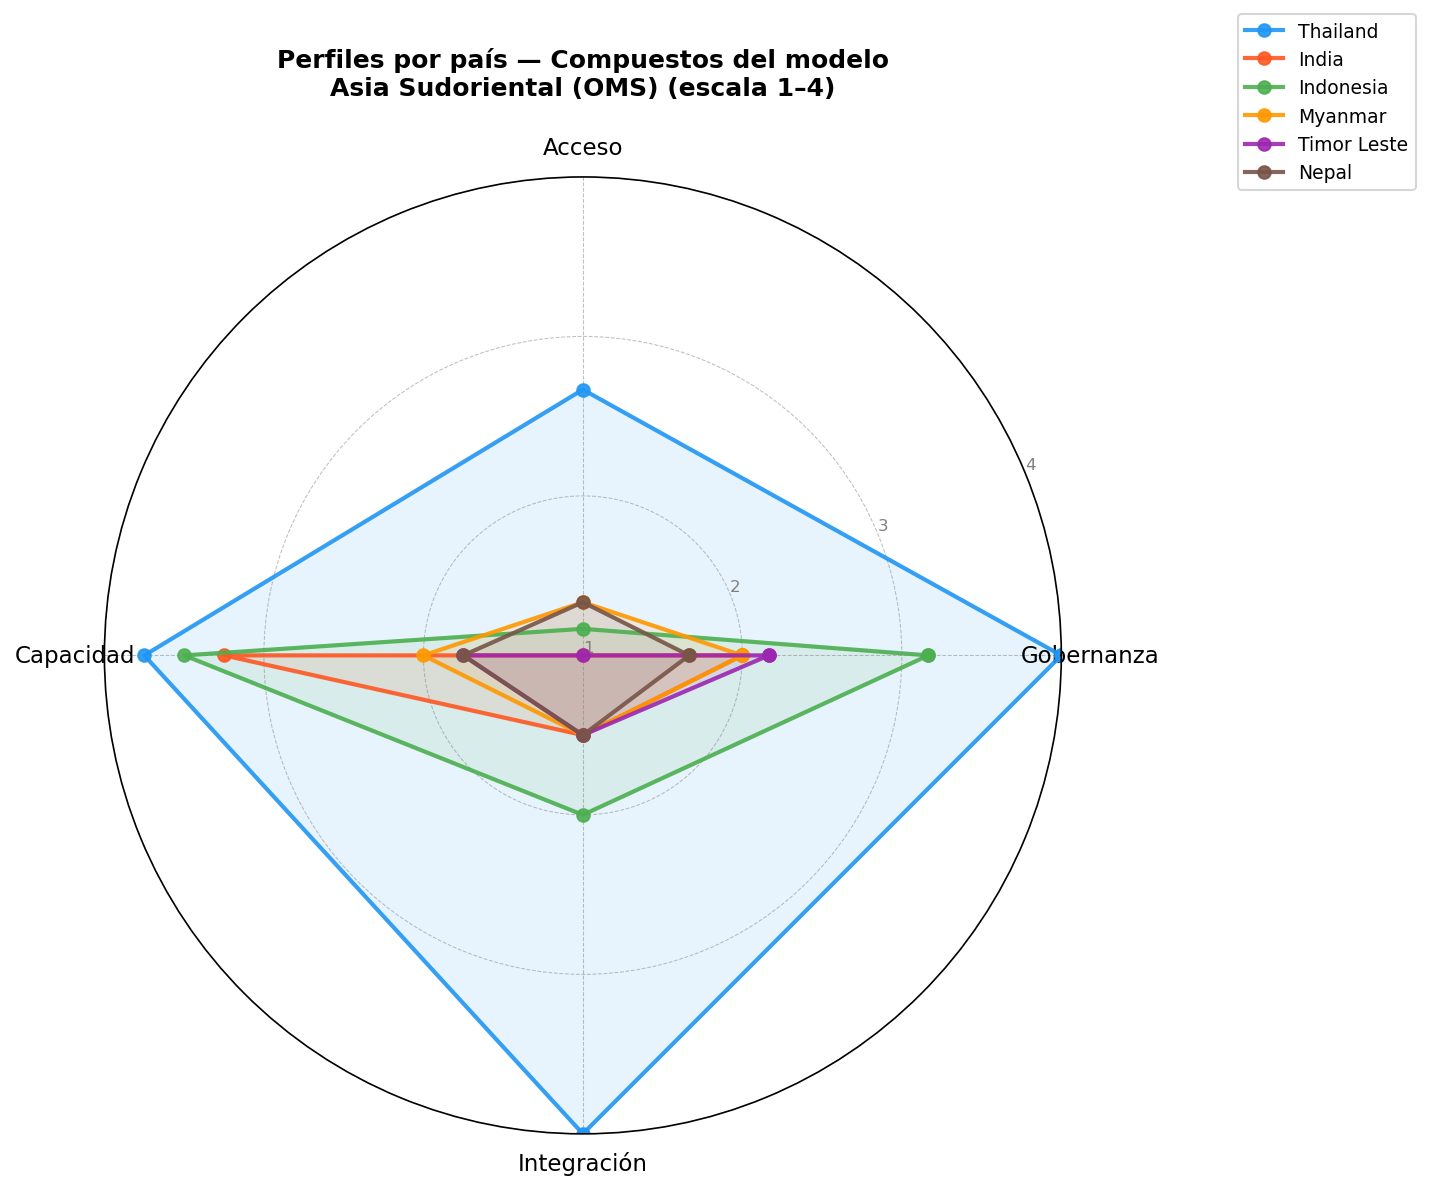 Perfiles por país — Compuestos del modelo
Asia Sudoriental (OMS) (escala 1–4)
Thailand
India
Indonesia
Myanmar
Timor Leste
Nepal
Acceso
4
3
2
1
Capacidad
Gobernanza
Integración